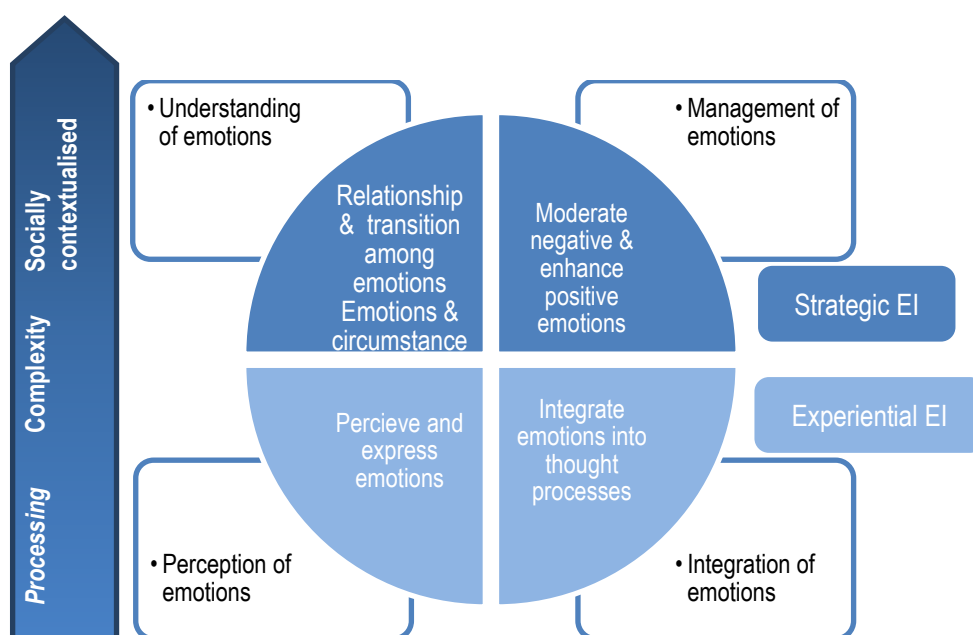 • Understanding
of emotions
• Management of
emotions
Relationship
& transition
among
emotions
Emotions &
circumstance
Moderate
negative &
enhance
positive
emotions
Strategic EI
Experiential EI
Percieve and
express
emotions
Integrate
emotions into
thought
processes
• Perception of
emotions
• Integration of
emotions
Processing Complexity Socially
contextualised